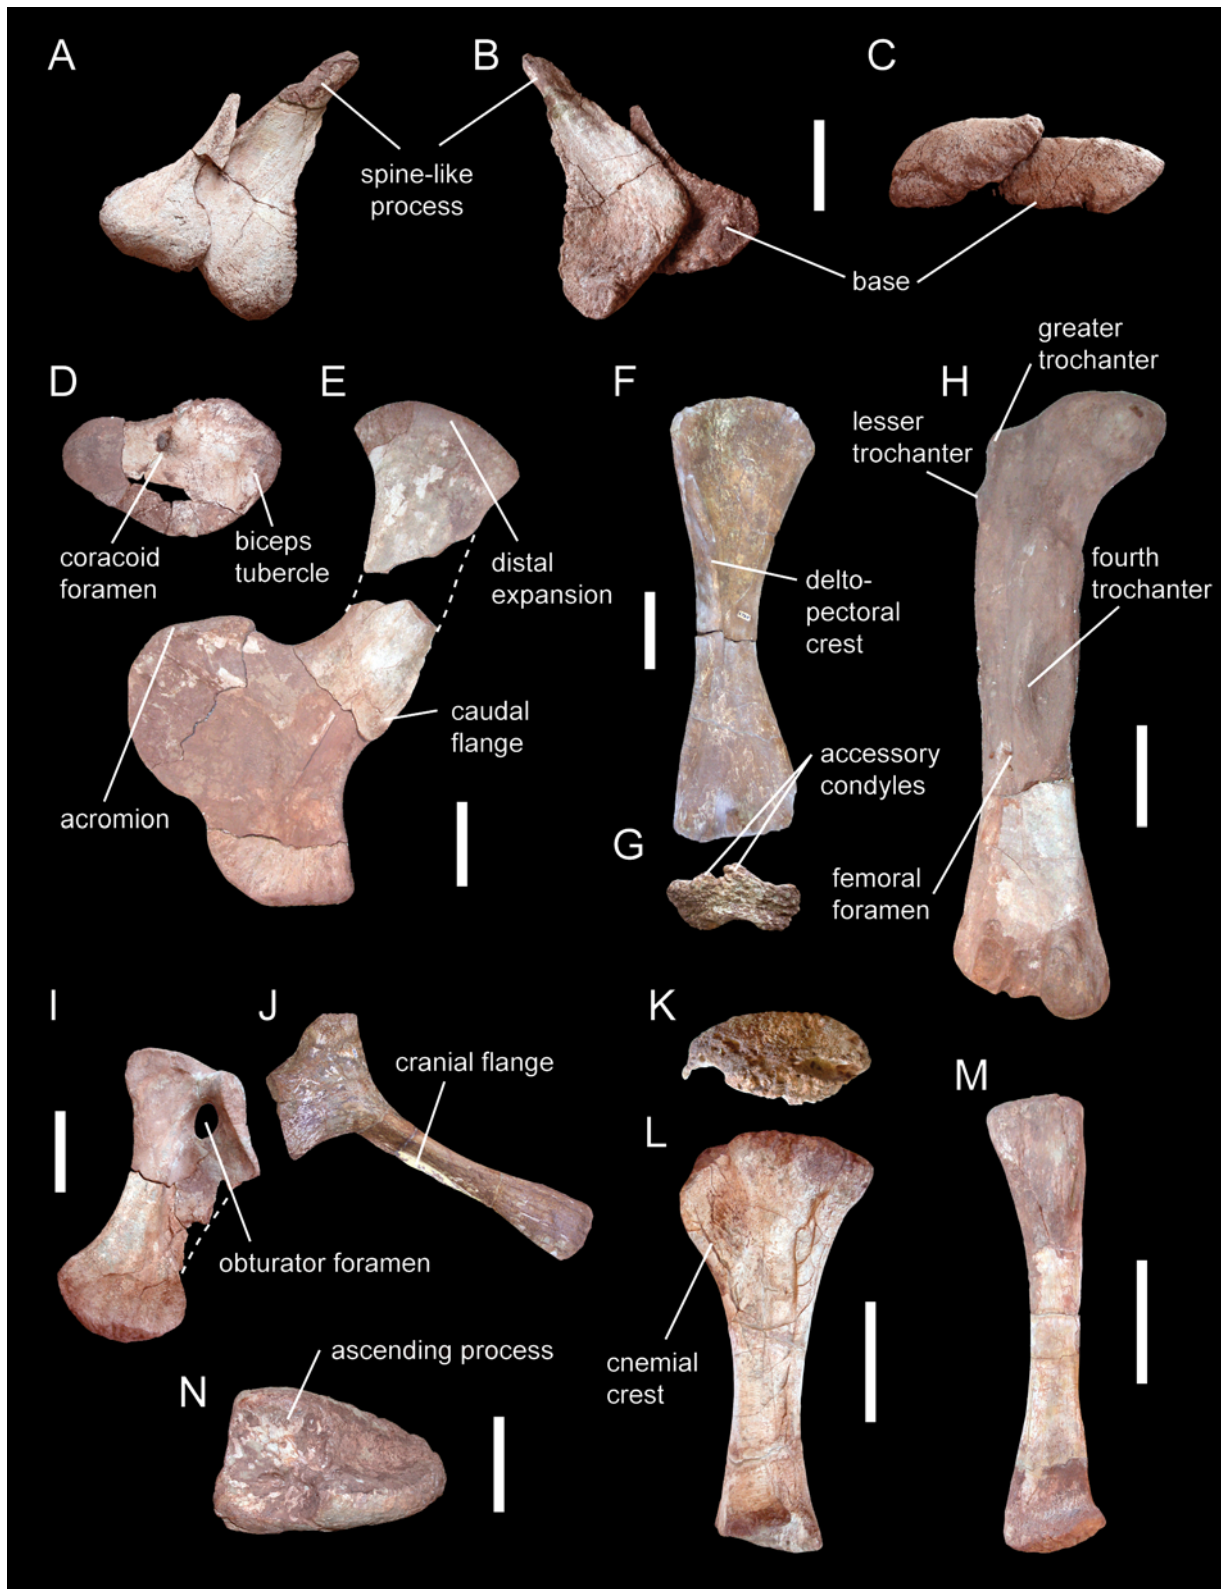 A
B
C
spine-like
process
base
D
E
F
H
greater
trochanter
lesser
trochanter
coracoid
foramen
biceps
tubercle
distal
expansion
delto-
pectoral
crest
fourth
trochanter
caudal
flange
acromion
accessory
condyles
G
femoral
foramen
I
J
K
cranial flange
M
L
obturator foramen
ascending process
cnemial
crest
N